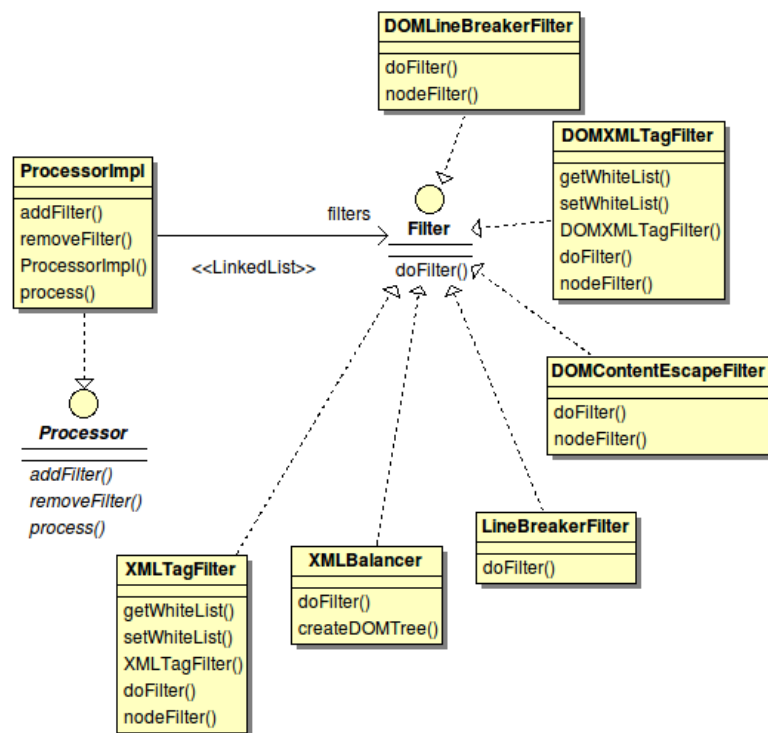 DOMLineBreakerFilter
doFilter()
nodeFilter()
DOMXMLTagFilter
getWhiteList()
setWhiteList()
DOMXMLTagFilter()
doFilter()
nodeFilter()
ProcessorImpl
addFilter()
removeFilter()
ProcessorImpl()
process()
filters
<<LinkedList>>
Filter
doFilter()
DOMContentEscapeFilter
doFilter()
nodeFilter()
Processor
addFilter()
removeFilter()
process()
XMLTagFilter
getWhiteList()
setWhiteList()
XMLTagFilter()
doFilter()
nodeFilter()
XMLBalancer
doFilter()
createDOMTree()
LineBreakerFilter
doFilter()